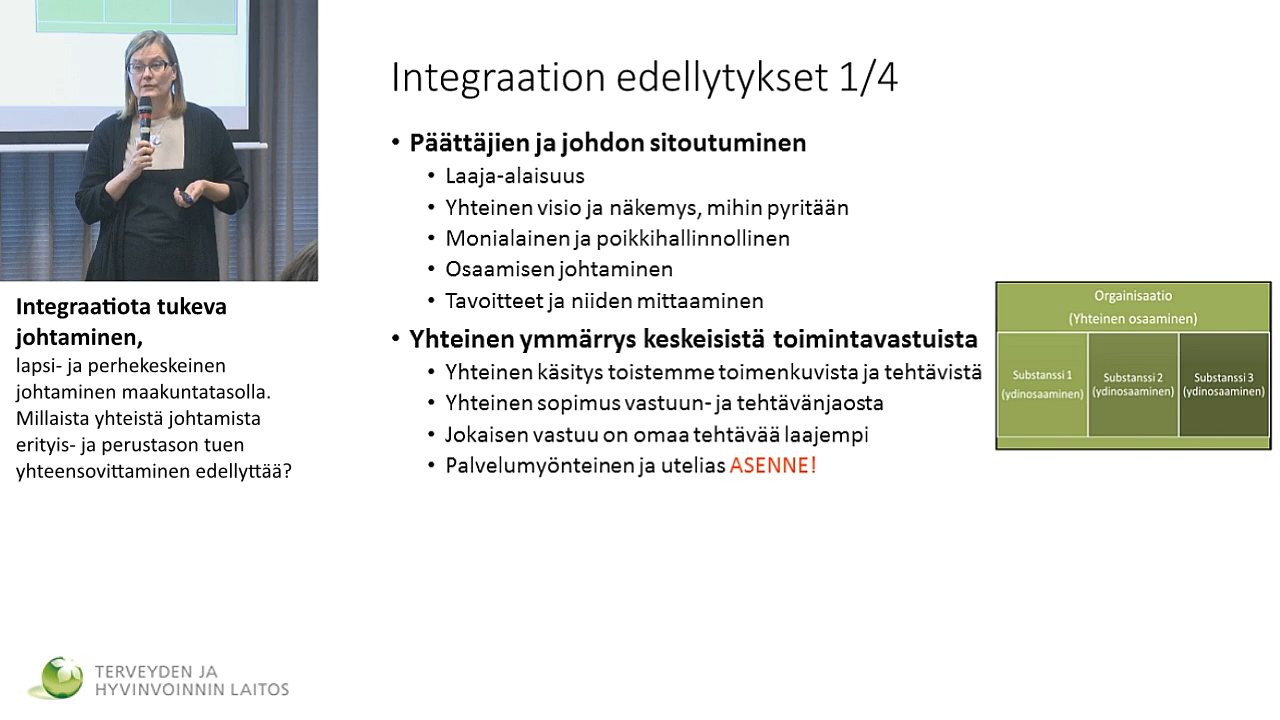 Integraatiota tukeva
johtaminen,
lapsi- ja perhekeskeinen
johtaminen maakuntatasolla.
Millaista yhteistä johtamista
erityis- ja perustason tuen
yhteensovittaminen edellyttää?
Integraation edellytykset 1/4
• Päättäjien ja johdon sitoutuminen
• Laaja-alaisuus
• Yhteinen visio ja näkemys, mihin pyritään
• Monialainen ja poikkihallinnollinen
• Osaamisen johtaminen
• Tavoitteet ja niiden mittaaminen
• Yhteinen ymmärrys keskeisistä toimintavastuista
• Yhteinen käsitys toistemme toimenkuvista ja tehtävistä
• Yhteinen sopimus vastuun- ja tehtävänjaosta
• Jokaisen vastuu on omaa tehtävää laajempi
• Palvelumyönteinen ja utelias ASENNE!
Orgainisaatio
(Yhteinen osaaminen)
Substanssi 1
(ydinosaaminen)
Substanssi 2
(ydinosaaminen)
Substanssi 3
(ydinosaaminen)
TERVEYDEN JA
HYVINVOINNIN LAITOS